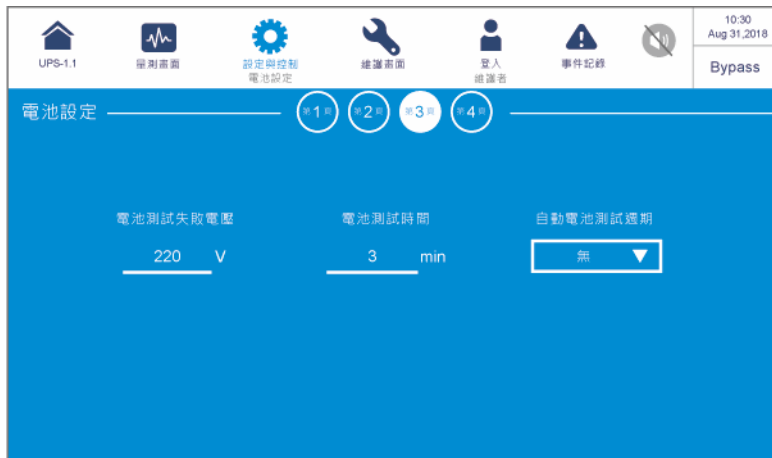 UPS-1.1
量測畫面
設定與控制
電池設定
維護畫面
登入
維護者
事件記錄
10:30
Aug 31,2018
Bypass
電池設定
第1頁
第2頁
第3頁
第4頁
電池測試失敗電壓
電池測試時間
自動電池測試週期
220 V
3 min
無